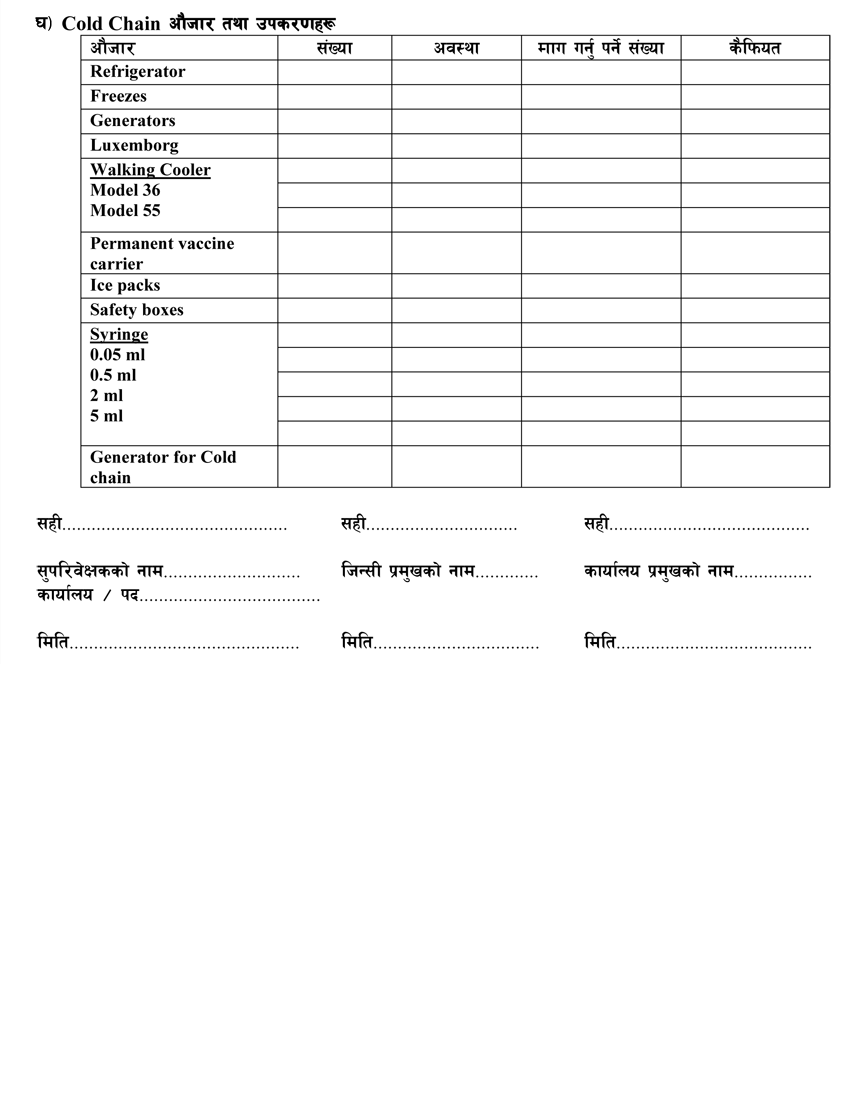 घ) Cold Chain औजार तथा उपकरणहरू
औजार संख्या अवस्था माग गर्नु पर्ने संख्या कैफियत
Refrigerator
Freezes
Generators
Luxemborg
Walking Cooler
Model 36
Model 55
Permanent vaccine
carrier
Ice packs
Safety boxes
Syringe
0.05 ml
0.5 ml
2 ml
5 ml
Generator for Cold
chain
सही.............................................. सही............................... सही.........................................
सुपरिवेक्षकको नाम............................ जिन्सी प्रमुखको नाम............. कार्यालय प्रमुखको नाम................
कार्यालय / पद.....................................
मिति............................................... मिति.................................. मिति........................................